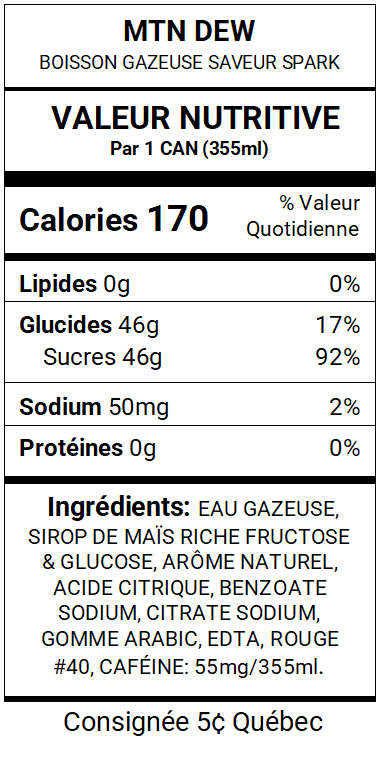 MTN DEW
BOISSON GAZEUSE SAVEUR SPARK
VALEUR NUTRITIVE
Par 1 CAN (355ml)
Calories 170
% Valeur
Quotidienne
Lipides 0g 0%
Glucides 46g 17%
Sucres 46g 92%
Sodium 50mg 2%
Protéines 0g 0%
Ingrédients: EAU GAZEUSE,
SIROP DE MAÏS RICHE FRUCTOSE
& GLUCOSE, ARÔME NATUREL,
ACIDE CITRIQUE, BENZOATE
SODIUM, CITRATE SODIUM,
GOMME ARABIC, EDTA, ROUGE
#40, CAFÉINE: 55mg/355ml.
Consignée 5¢ Québec